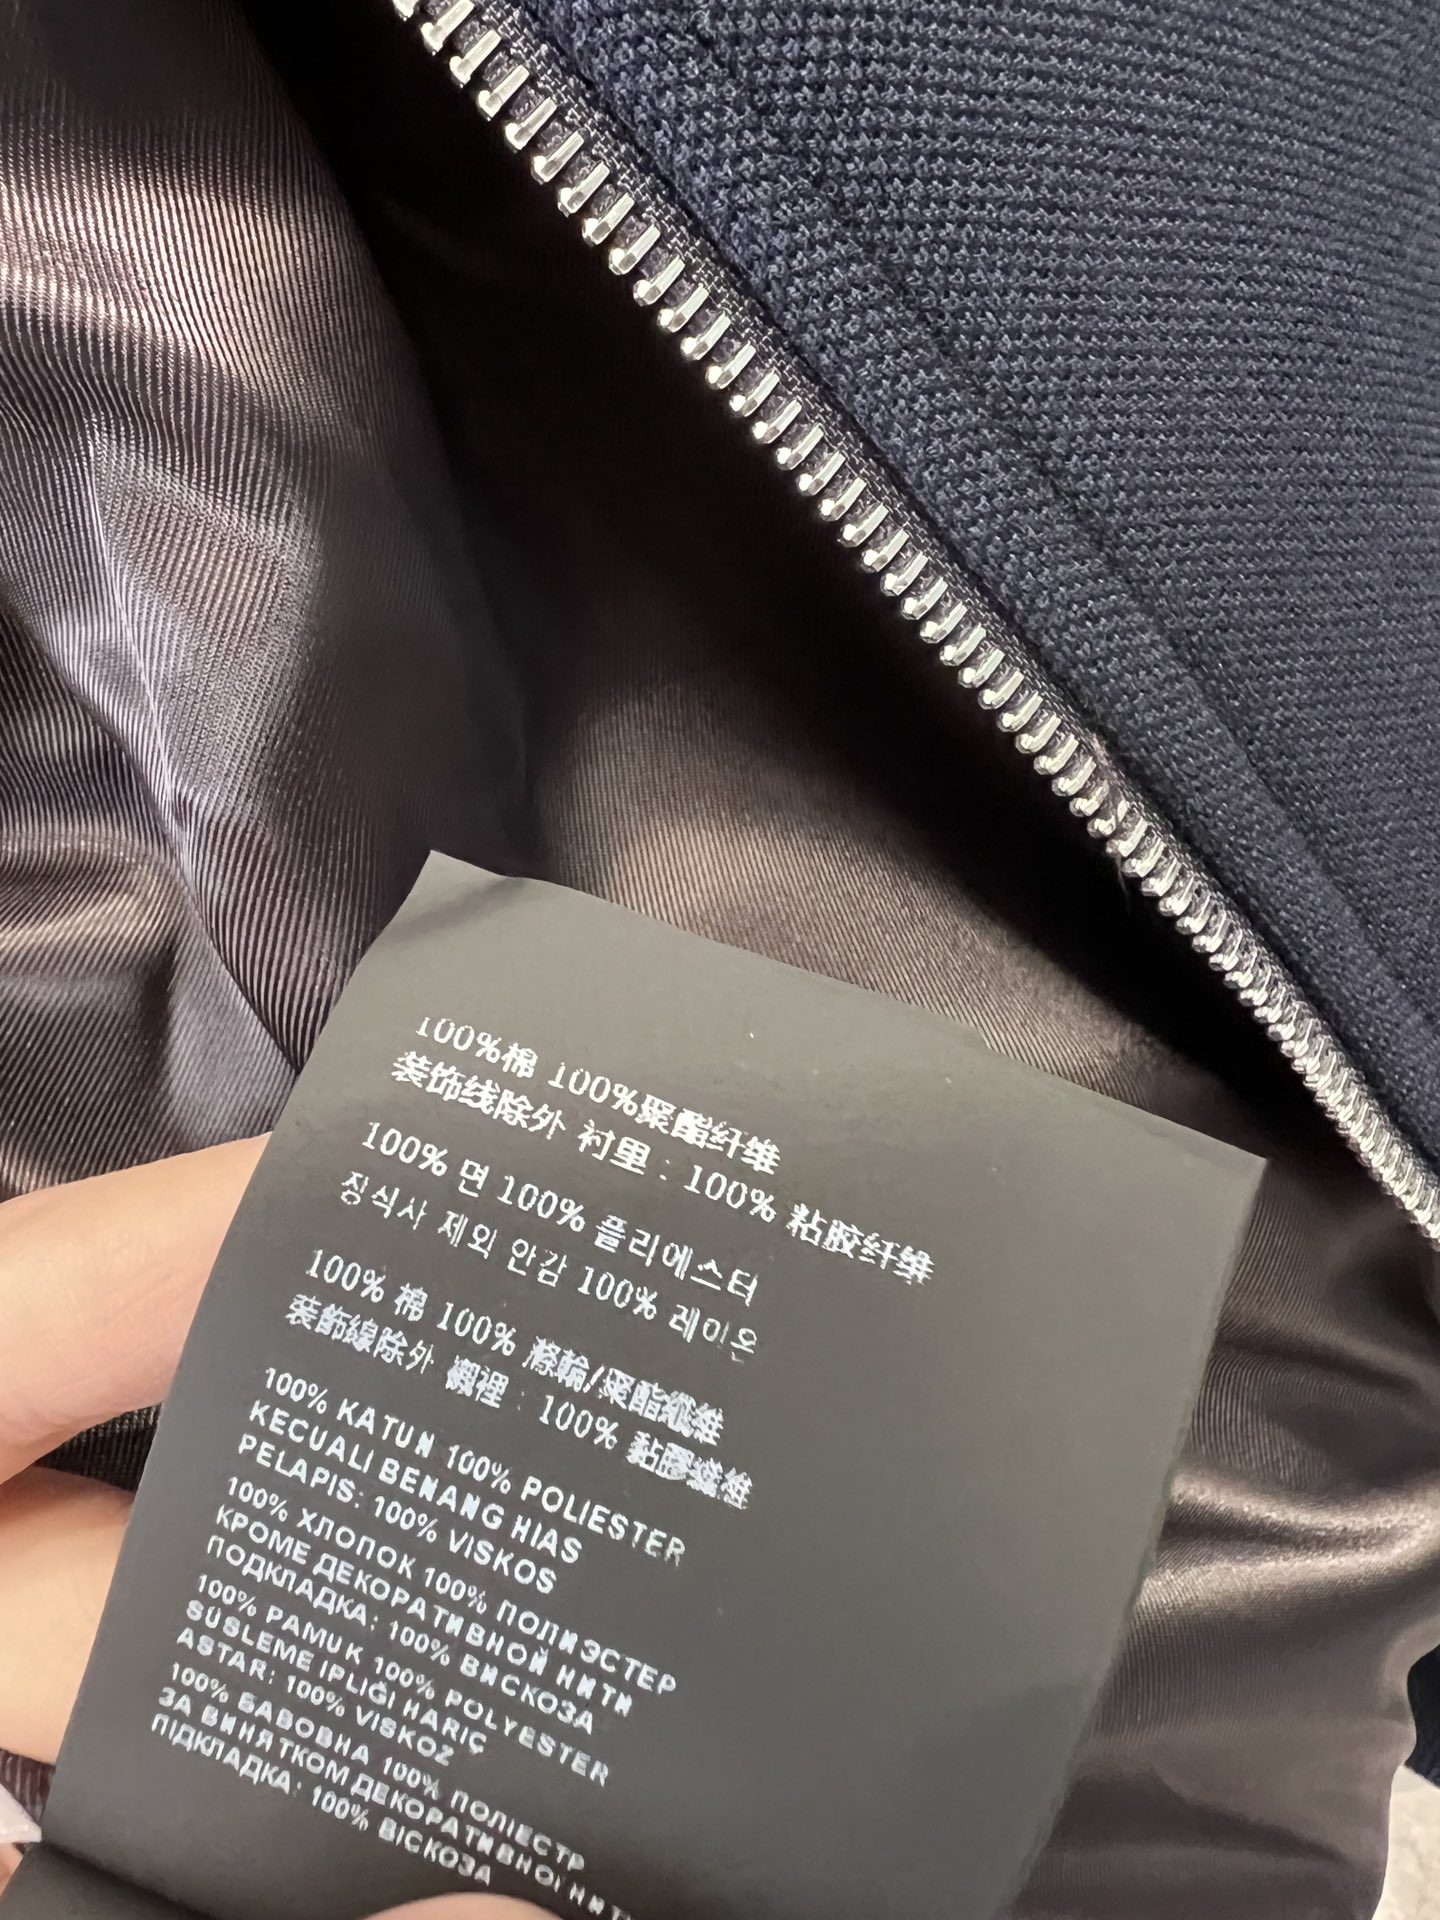 100%棉 100%聚酯纤维
装饰线除外 衬里：100% 粘胶纤维
100% 면 100% 폴리에스터
장식사 제외 안감 100% 레이온
100% 棉 100% 滌綸/聚酯纖維
装飾線除外 襯裡：100% 黏膠纖維
100% KATUN 100% POLIESTER
KECUALI BENANG HIAS
PELAPIS: 100% VISKOS
100% ХЛОПОК 100% ПОЛИЭСТЕР
КРОМЕ ДЕКОРАТИВНОЙ НИТИ
ПОДКЛАДКА: 100% ВИСКОЗА
100% PAMUK 100% POLYESTER
SÜSLEME IPLIĞI HARIÇ
ASTAR: 100% VISKOZ
100% БАВОВНА 100% ПОЛІЕСТР
ЗА ВИНЯТКОМ ДЕКОРАТИВНОЇ
ПІДКЛАДКА: 100% ВІСКОЗА